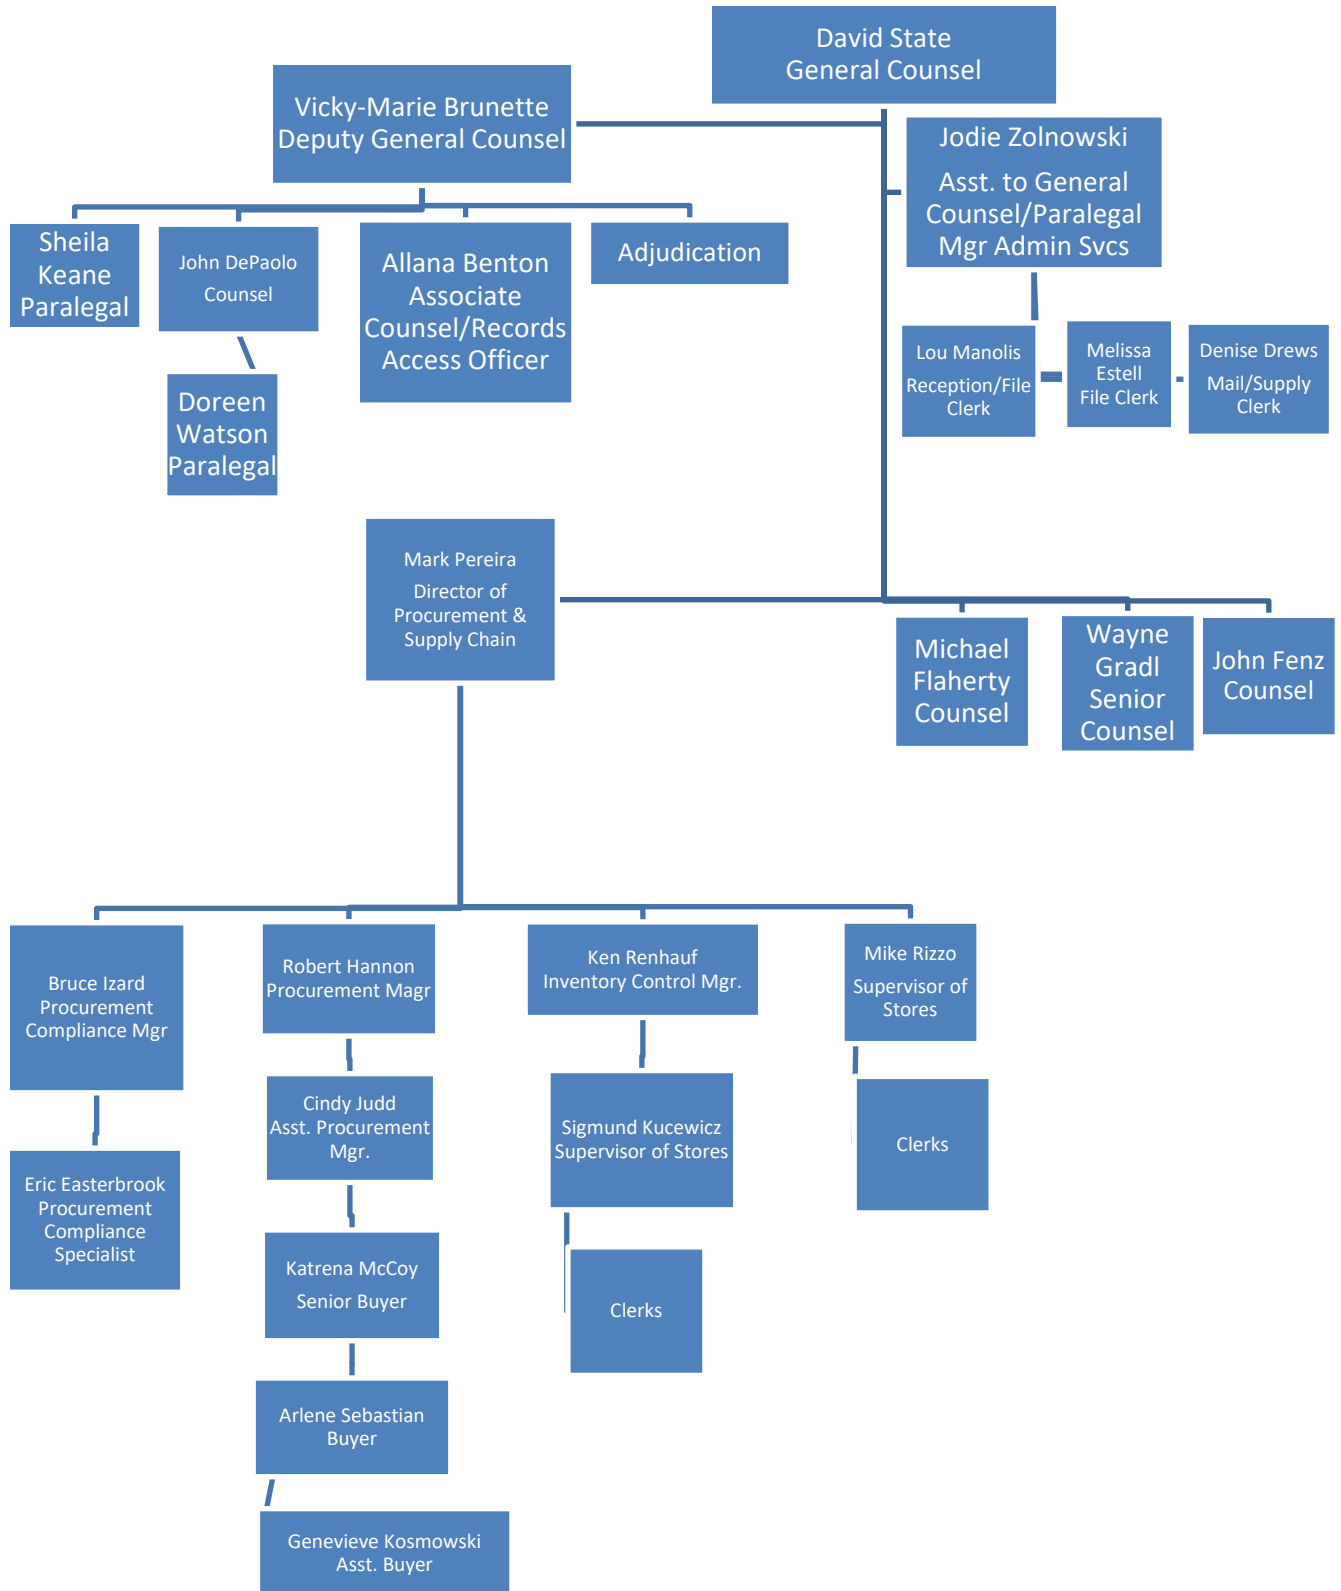 David State
General Counsel
Vicky-Marie Brunette
Deputy General Counsel
Jodie Zolnowski
Asst. to General
Counsel/Paralegal
Mgr Admin Svcs
Sheila
Keane
Paralegal
John DePaolo
Counsel
Allana Benton
Associate
Counsel/Records
Access Officer
Adjudication
Doreen
Watson
Paralegal
Lou Manolis
Reception/File
Clerk
Melissa
Estell
File Clerk
Denise Drews
Mail/Supply
Clerk
Mark Pereira
Director of
Procurement &
Supply Chain
Michael
Flaherty
Counsel
Wayne
Gradl
Senior
Counsel
John Fenz
Counsel
Bruce Izard
Procurement
Compliance Mgr
Robert Hannon
Procurement Magr
Ken Renhauf
Inventory Control Mgr.
Mike Rizzo
Supervisor of
Stores
Eric Easterbrook
Procurement
Compliance
Specialist
Cindy Judd
Asst. Procurement
Mgr.
Sigmund Kucewicz
Supervisor of Stores
Clerks
Katrena McCoy
Senior Buyer
Clerks
Arlene Sebastian
Buyer
Genevieve Kosmowski
Asst. Buyer